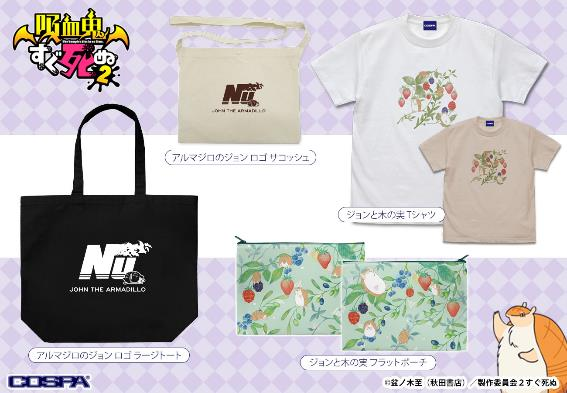 吸血鬼
すぐ死ぬ
2
NU
JOHN THE ARMADILLO
アルマジロのジョン ロゴ サコッシュ
COSPA
COSPA
ジョンと木の実 Tシャツ
NU
JOHN THE ARMADILLO
アルマジロのジョン ロゴ ラージトート
ジョンと木の実 フラットポーチ
COSPA
©盆ノ木至（秋田書店）／製作委員会２すぐ死ぬ